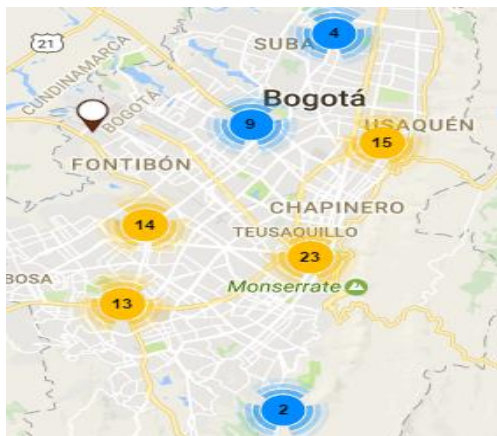 4
21
SUBA
CUNDINAMARCA
BOGOTÁ
Bogotá
9
USAQUÉN
15
FONTIBÓN
CHAPINERO
14
TEUSAQUILLO
23
BOSA
Monserrate
13
2